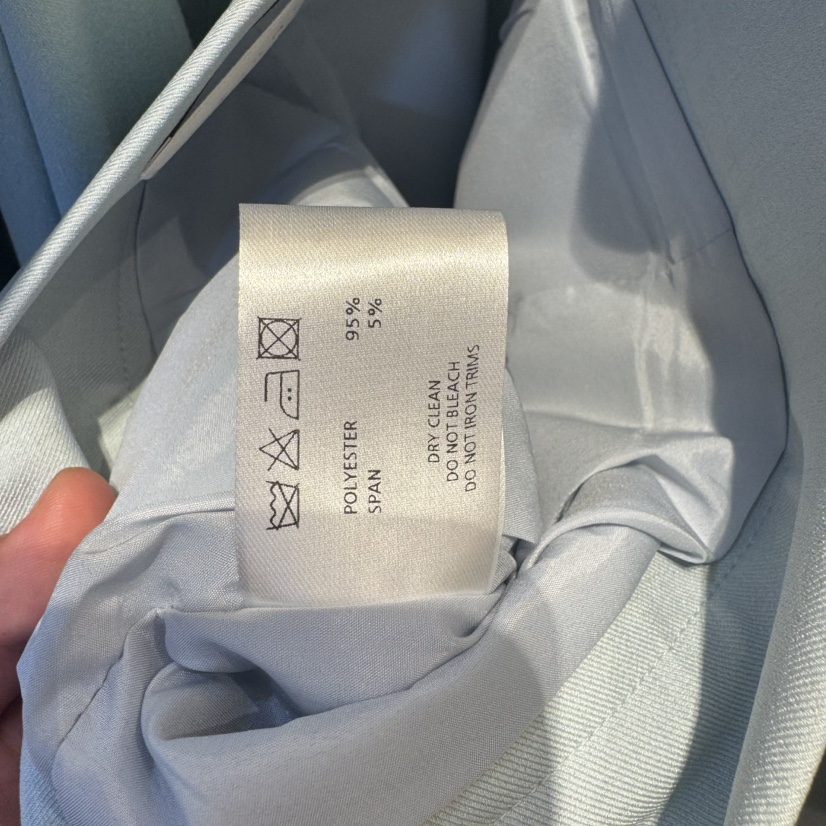 POLYESTER 95%
SPAN 5%
DRY CLEAN
DO NOT BLEACH
DO NOT IRON TRIMS